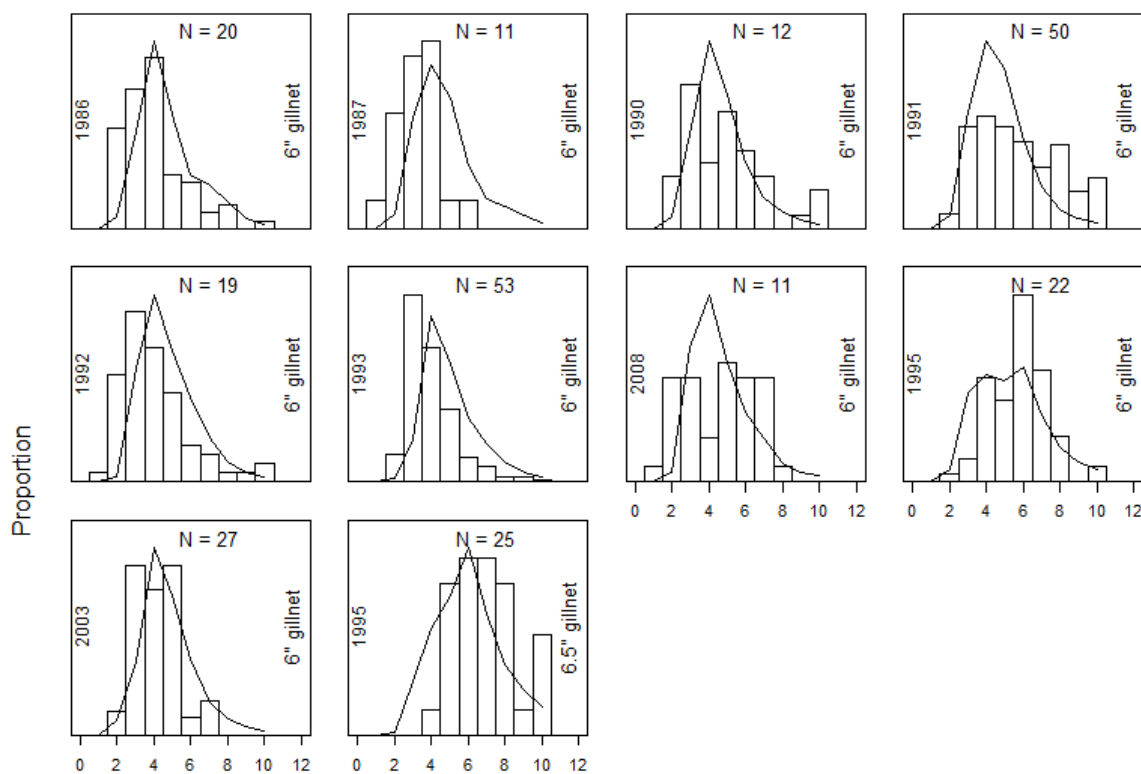 N = 20
1986
6" gillnet
N = 11
1987
6" gillnet
N = 12
1990
6" gillnet
N = 50
1991
6" gillnet
N = 19
1992
6" gillnet
N = 53
1993
6" gillnet
N = 11
2008
6" gillnet
0 2 4 6 8 10 12
N = 22
1995
6" gillnet
0 2 4 6 8 10 12
Proportion
N = 27
2003
6" gillnet
0 2 4 6 8 10 12
N = 25
1995
6.5" gillnet
0 2 4 6 8 10 12